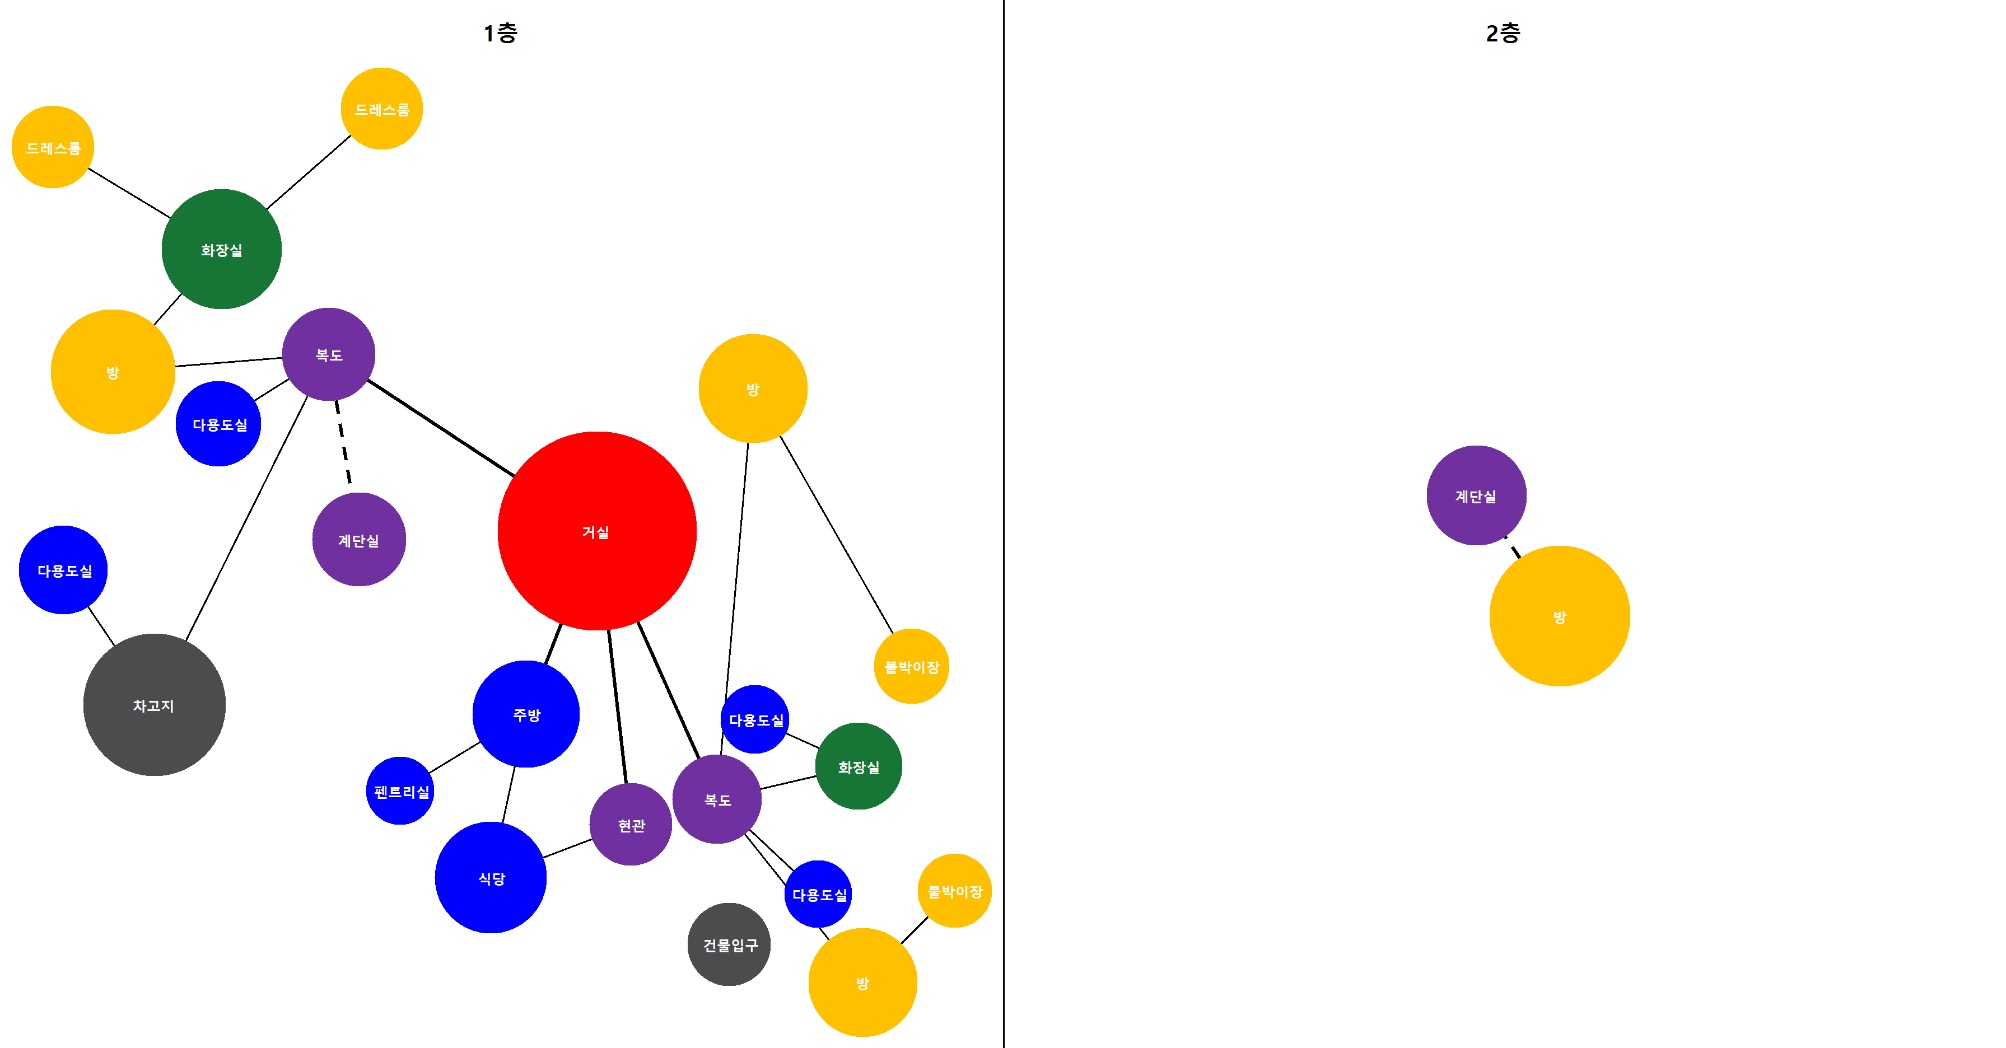 1층
2층
드레스룸
드레스룸
화장실
복도
방
방
다용도실
계단실
거실
계단실
다용도실
방
붙박이장
차고지
주방
다용도실
화장실
펜트리실
현관
복도
식당
다용도실
붙박이장
건물입구
방